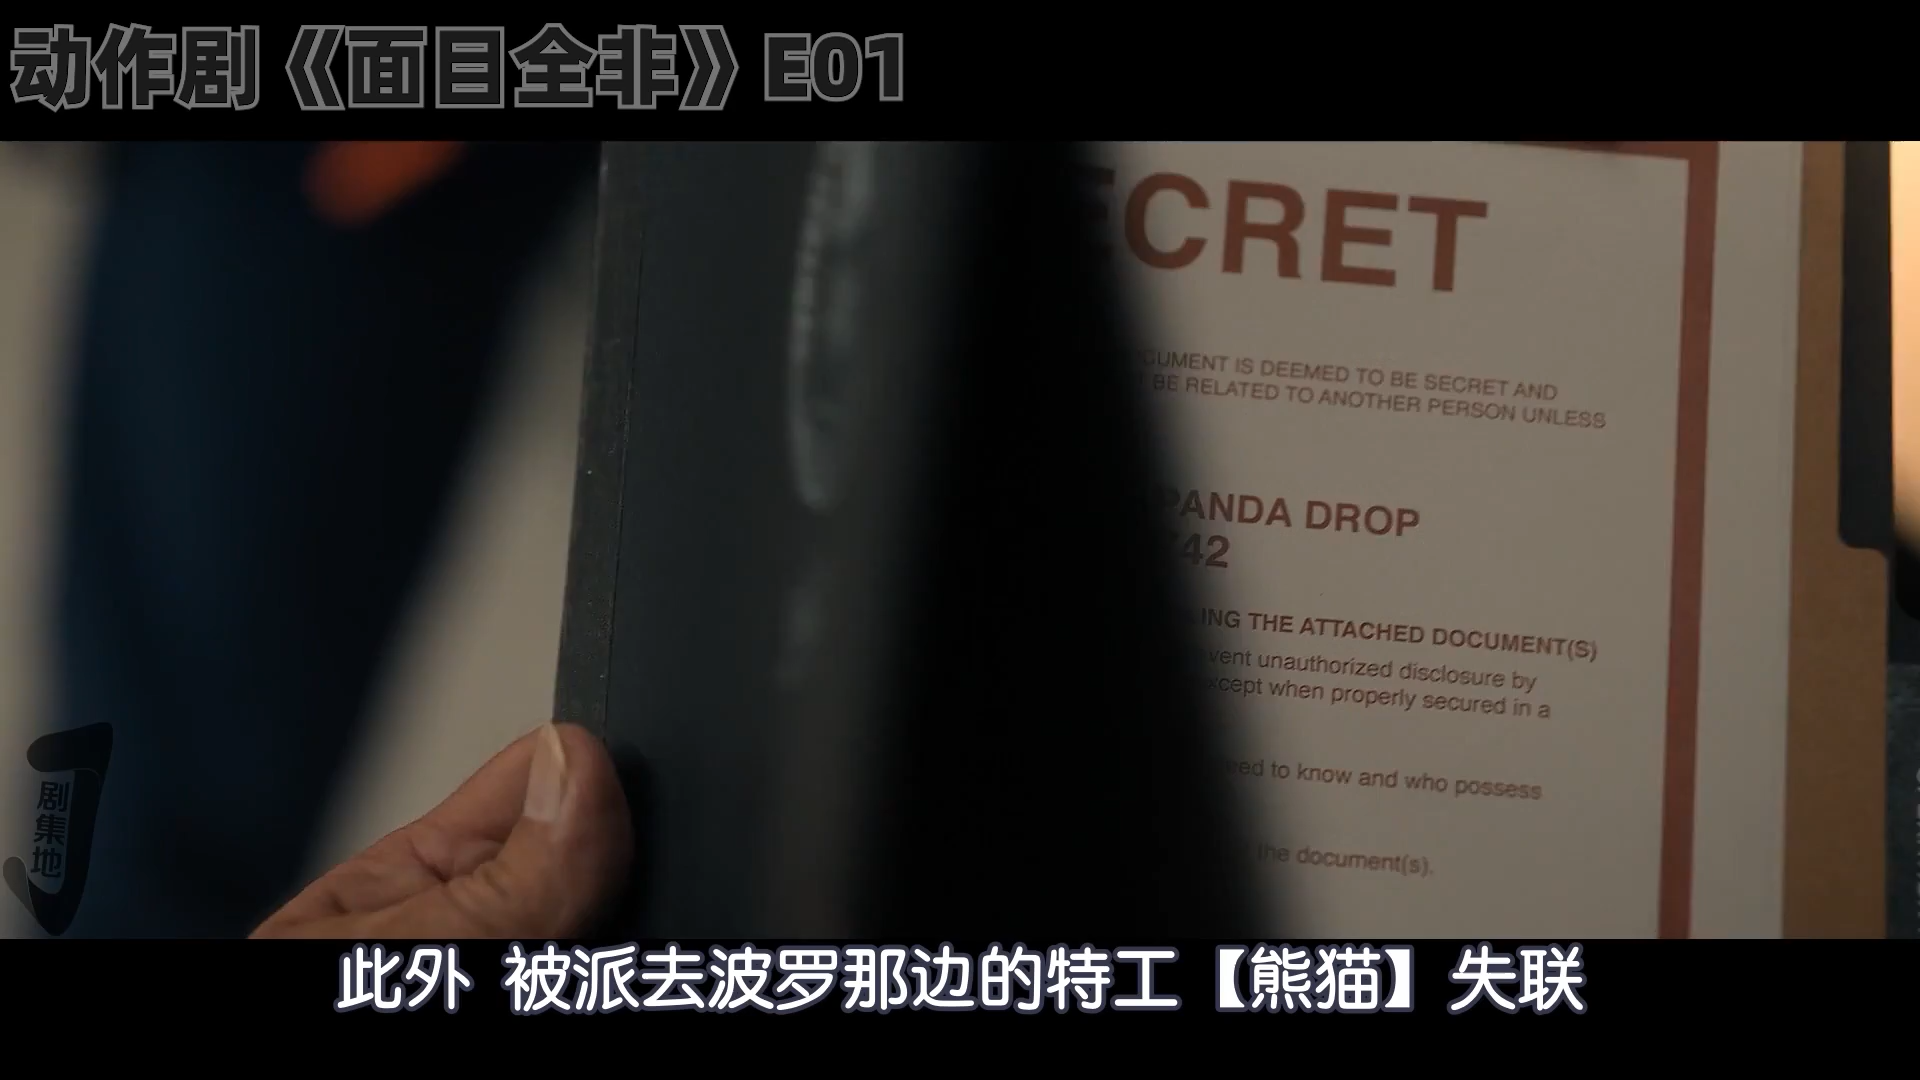 动作剧《面目全非》E01
ECRET
CUMENT IS DEEMED TO BE SECRET AND
BE RELATED TO ANOTHER PERSON UNLESS
PANDA DROP
42
ING THE ATTACHED DOCUMENT(S)
vent unauthorized disclosure by
xcept when properly secured in a
eed to know and who possess
the document(s).
剧集地
此外 被派去波罗那边的特工【熊猫】失联